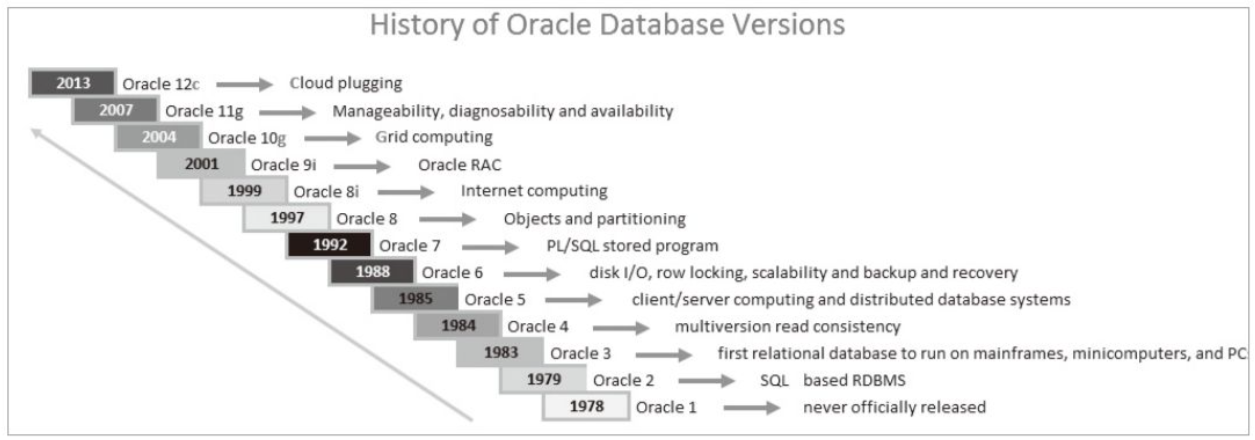 History of Oracle Database Versions
2013 Oracle 12c Cloud plugging
2007 Oracle 11g Manageability, diagnosability and availability
2004 Oracle 10g Grid computing
2001 Oracle 9i Oracle RAC
1999 Oracle 8i Internet computing
1997 Oracle 8 Objects and partitioning
1992 Oracle 7 PL/SQL stored program
1988 Oracle 6 disk I/O, row locking, scalability and backup and recovery
1985 Oracle 5 client/server computing and distributed database systems
1984 Oracle 4 multiversion read consistency
1983 Oracle 3 first relational database to run on mainframes, minicomputers, and PC
1979 Oracle 2 SQL based RDBMS
1978 Oracle 1 never officially released